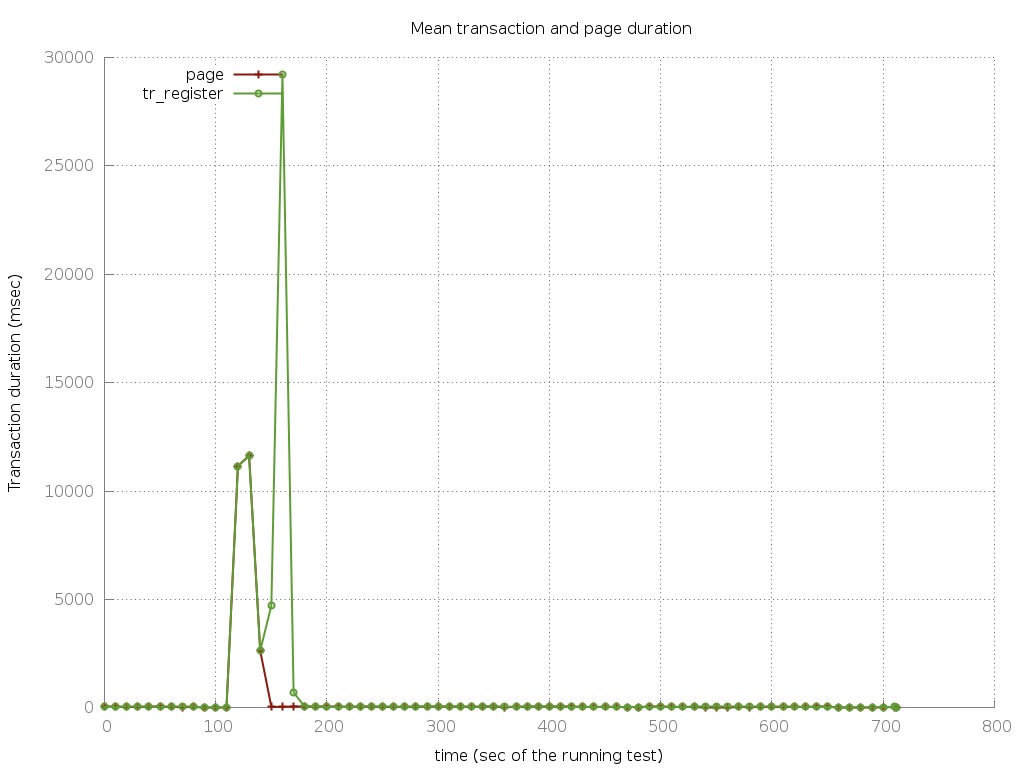 Mean transaction and page duration
30000
25000
20000
15000
10000
5000
0
page
tr_register
Transaction duration (msec)
0 100 200 300 400 500 600 700 800
time (sec of the running test)